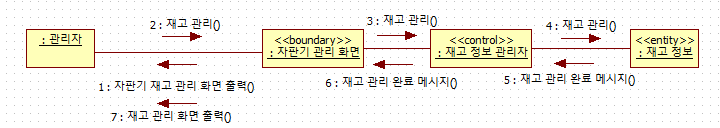 2 : 재고 관리()
3 : 재고 관리()
4 : 재고 관리()
: 관리자
<<boundary>>
: 자판기 관리 화면
<<control>>
: 재고 정보 관리자
<<entity>>
: 재고 정보
1 : 자판기 재고 관리 화면 출력()
6 : 재고 관리 완료 메시지()
5 : 재고 관리 완료 메시지()
7 : 재고 관리 화면 출력()